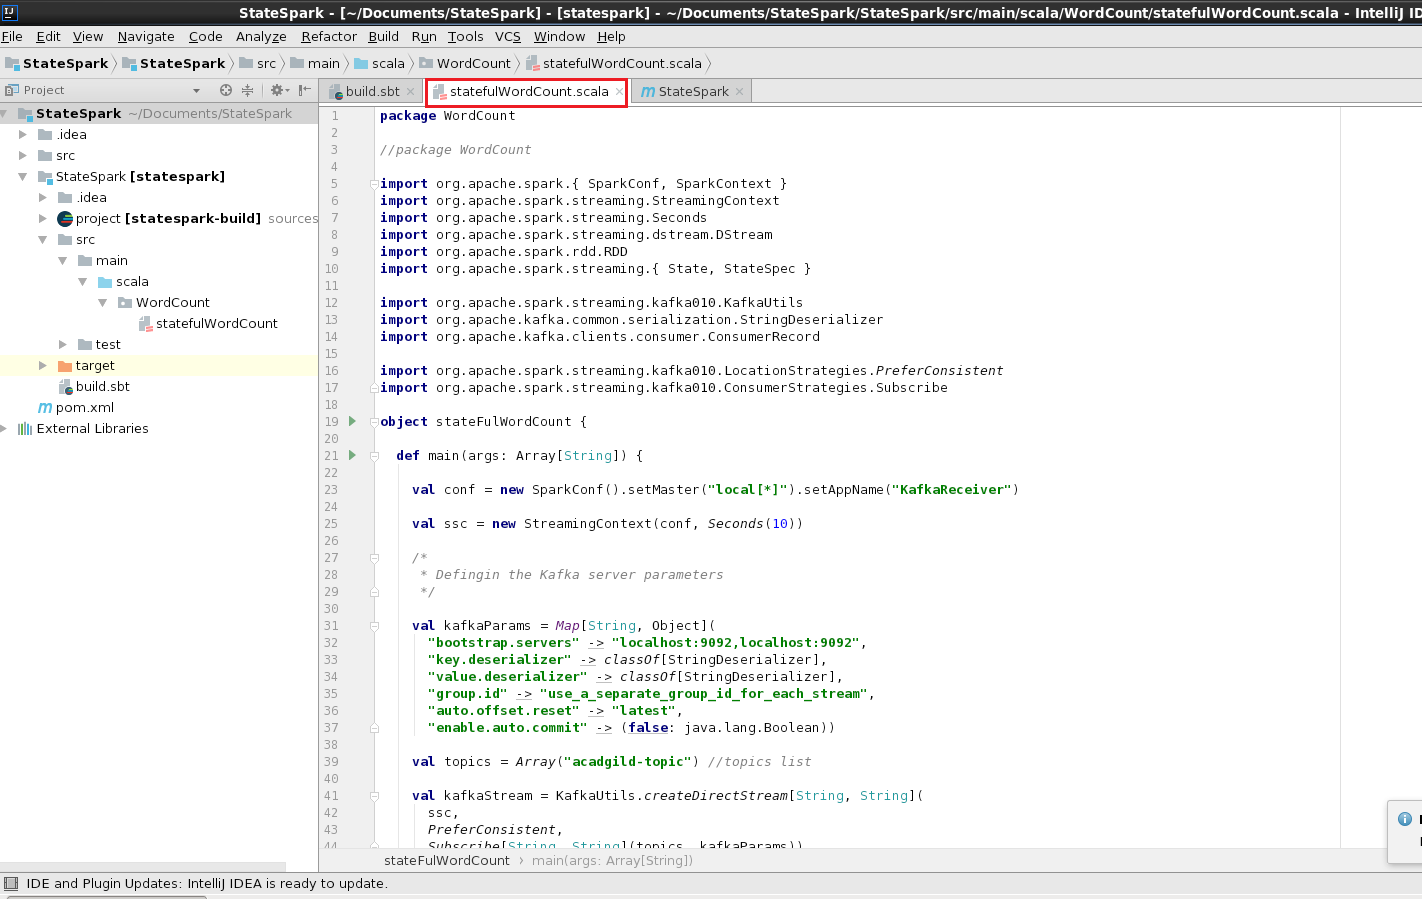 StateSpark - [~/Documents/StateSpark] - [statespark] - ~/Documents/StateSpark/StateSpark/src/main/scala/WordCount/statefulWordCount.scala - IntelliJ ID
File Edit View Navigate Code Analyze Refactor Build Run Tools VCS Window Help
StateSpark StateSpark src main scala WordCount statefulWordCount.scala
Project
build.sbt statefulWordCount.scala StateSpark
StateSpark ~/Documents/StateSpark
.idea
src
StateSpark [statespark]
.idea
project [statespark-build] sources
src
main
scala
WordCount
statefulWordCount
test
target
build.sbt
pom.xml
External Libraries
1 package WordCount
2
3 //package WordCount
4
5 import org.apache.spark.{ SparkConf, SparkContext }
6 import org.apache.spark.streaming.StreamingContext
7 import org.apache.spark.streaming.Seconds
8 import org.apache.spark.streaming.dstream.DStream
9 import org.apache.spark.rdd.RDD
10 import org.apache.spark.streaming.{ State, StateSpec }
11
12 import org.apache.spark.streaming.kafka010.KafkaUtils
13 import org.apache.kafka.common.serialization.StringDeserializer
14 import org.apache.kafka.clients.consumer.ConsumerRecord
15
16 import org.apache.spark.streaming.kafka010.LocationStrategies.PreferConsistent
17 import org.apache.spark.streaming.kafka010.ConsumerStrategies.Subscribe
18
19 object stateFulWordCount {
20
21 def main(args: Array[String]) {
22
23 val conf = new SparkConf().setMaster("local[*]").setAppName("KafkaReceiver")
24
25 val ssc = new StreamingContext(conf, Seconds(10))
26
27 /*
28 * Defingin the Kafka server parameters
29 */
30
31 val kafkaParams = Map[String, Object](
32 "bootstrap.servers" -> "localhost:9092,localhost:9092",
33 "key.deserializer" -> classOf[StringDeserializer],
34 "value.deserializer" -> classOf[StringDeserializer],
35 "group.id" -> "use_a_separate_group_id_for_each_stream",
36 "auto.offset.reset" -> "latest",
37 "enable.auto.commit" -> (false: java.lang.Boolean))
38
39 val topics = Array("acadgild-topic") //topics list
40
41 val kafkaStream = KafkaUtils.createDirectStream[String, String](
42 ssc,
43 PreferConsistent,
44 Subscribe[String, String](topics, kafkaParams))
stateFulWordCount › main(args: Array[String])
IDE and Plugin Updates: IntelliJ IDEA is ready to update.